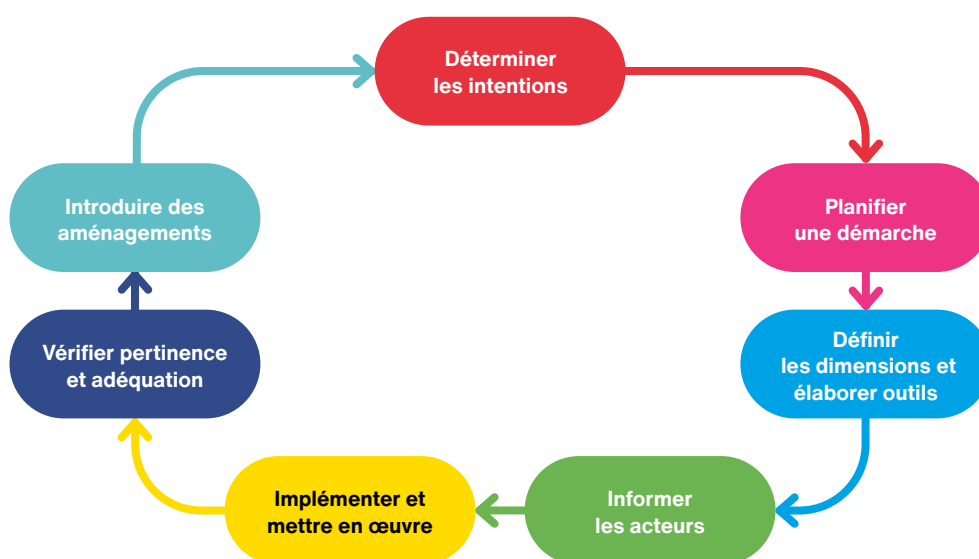 Déterminer
les intentions
Planifier
une démarche
Définir
les dimensions et
élaborer outils
Informer
les acteurs
Implémenter et
mettre en œuvre
Vérifier pertinence
et adéquation
Introduire des
aménagements